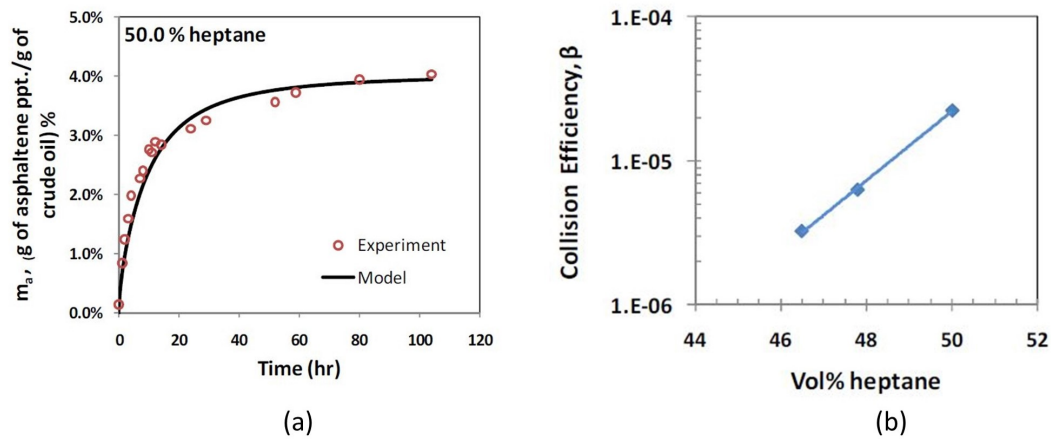 5.0%
4.0%
3.0%
2.0%
1.0%
0.0%
50.0 % heptane
mₐ, (g of asphaltene ppt./g of
crude oil) %
Experiment
Model
0 20 40 60 80 100 120
Time (hr)
(a)
1.E-04
1.E-05
1.E-06
Collision Efficiency, β
44 46 48 50 52
Vol% heptane
(b)